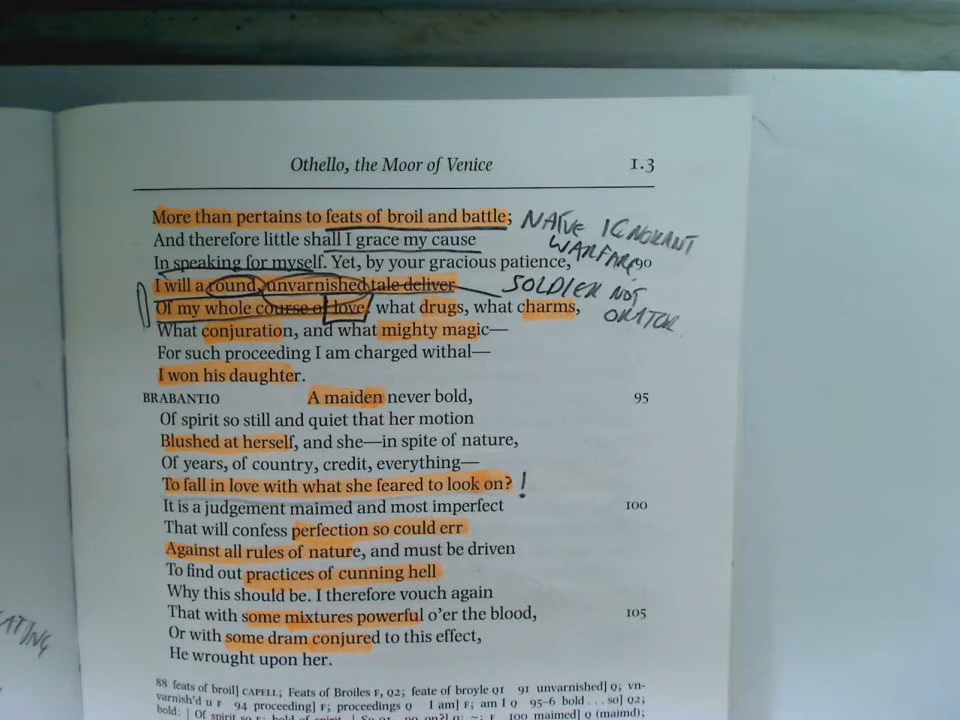 Othello, the Moor of Venice 1.3
More than pertains to feats of broil and battle;
NAÏVE IGNORANT
And therefore little shall I grace my cause
WARFARE
In speaking for myself. Yet, by your gracious patience, 90
I will a round unvarnished tale deliver
SOLDIER NOT
Of my whole course of love, what drugs, what charms,
ORATOR
What conjuration, and what mighty magic—
For such proceeding I am charged withal—
I won his daughter.
BRABANTIO A maiden never bold, 95
Of spirit so still and quiet that her motion
Blushed at herself, and she—in spite of nature,
Of years, of country, credit, everything—
To fall in love with what she feared to look on? !
It is a judgement maimed and most imperfect 100
That will confess perfection so could err
Against all rules of nature, and must be driven
To find out practices of cunning hell
Why this should be. I therefore vouch again
That with some mixtures powerful o'er the blood, 105
Or with some dram conjured to this effect,
He wrought upon her.
ATING
88 feats of broil] CAPELL; Feats of Broiles F, Q2; feate of broyle Q1 91 unvarnished] Q; vn-
varnish'd u F 94 proceeding] F; proceedings Q I am] F; am I Q 95–6 bold . . . so] Q2;
bold: | Of spirit so F; bold of spirit, | So Q1 99 on?] Q; F 100 maimed] Q (maimd);